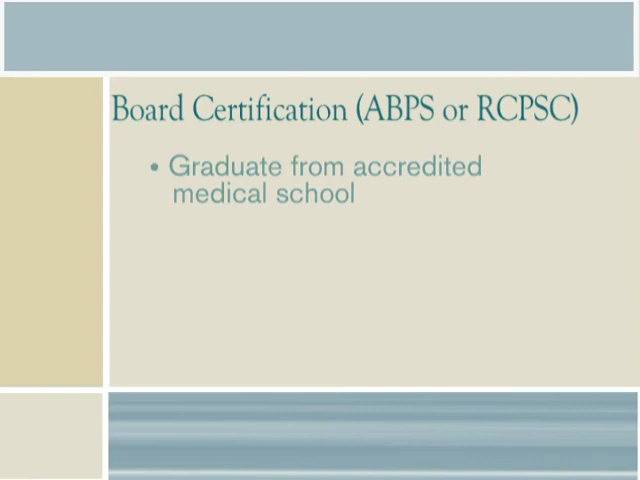 Board Certification (ABPS or RCPSC)
• Graduate from accredited
medical school